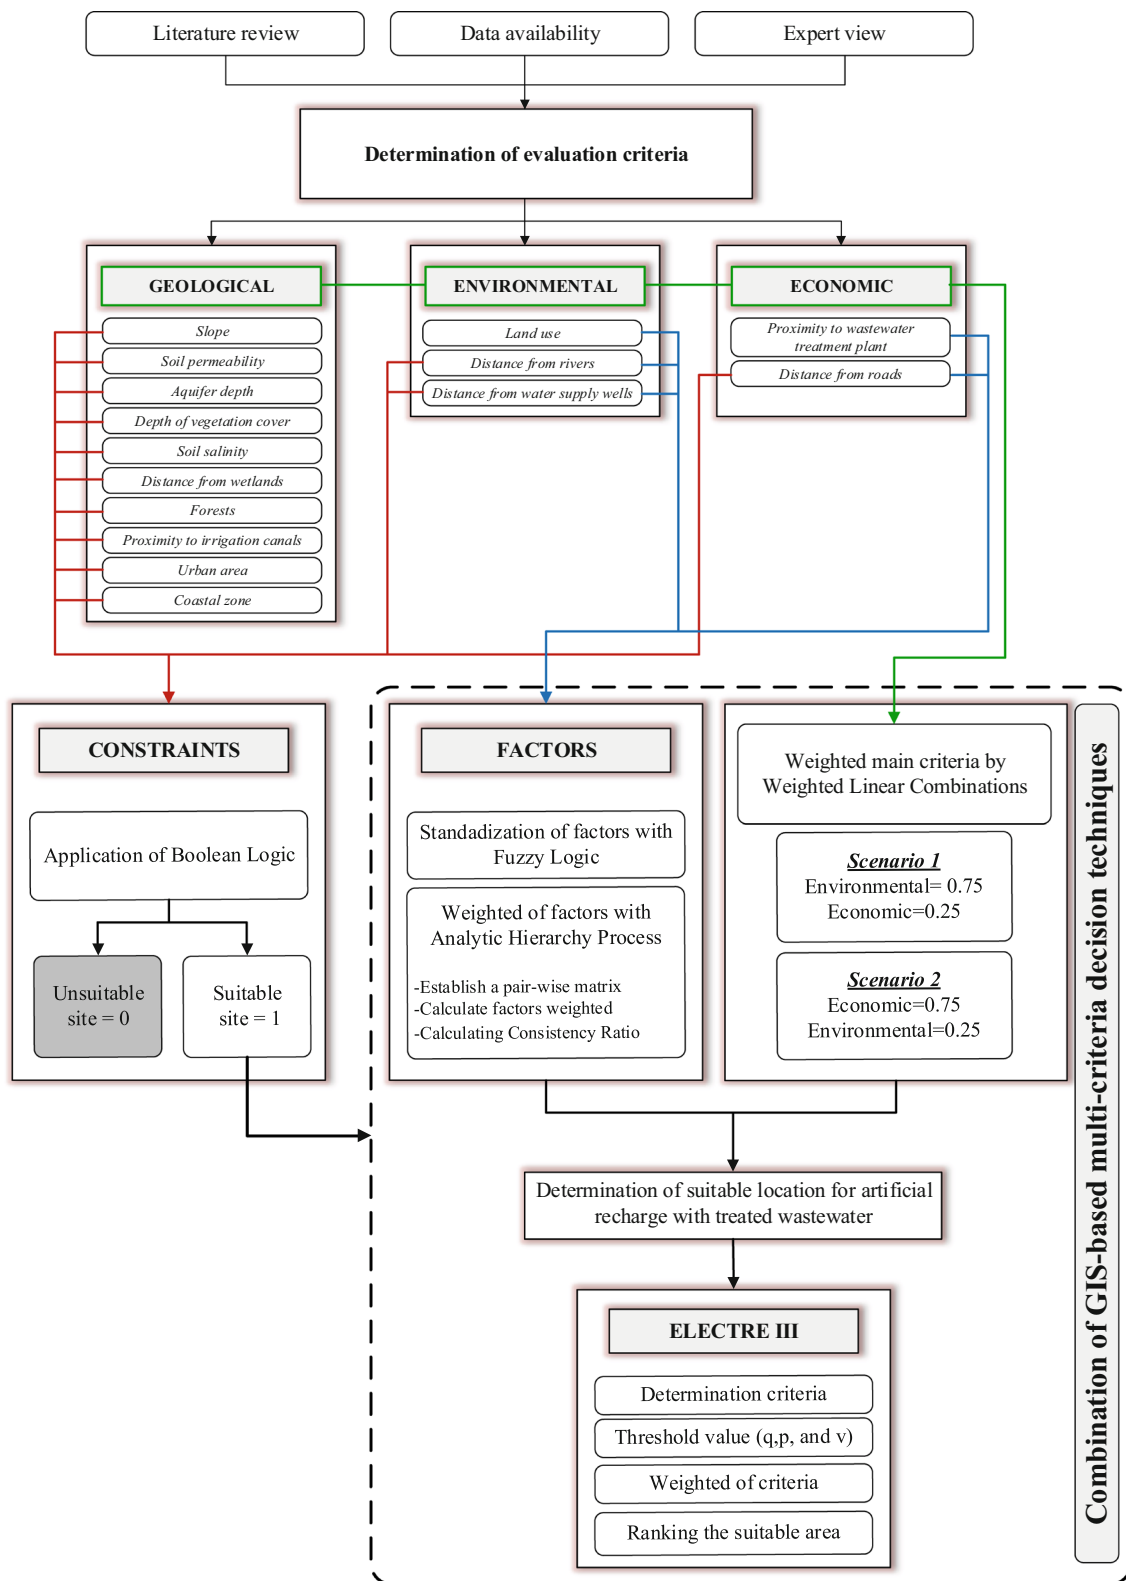 Literature review
Data availability
Expert view
Determination of evaluation criteria
GEOLOGICAL
Slope
Soil permeability
Aquifer depth
Depth of vegetation cover
Soil salinity
Distance from wetlands
Forests
Proximity to irrigation canals
Urban area
Coastal zone
ENVIRONMENTAL
Land use
Distance from rivers
Distance from water supply wells
ECONOMIC
Proximity to wastewater
treatment plant
Distance from roads
CONSTRAINTS
Application of Boolean Logic
Unsuitable
site = 0
Suitable
site = 1
FACTORS
Standadization of factors with
Fuzzy Logic
Weighted of factors with
Analytic Hierarchy Process
-Establish a pair-wise matrix
-Calculate factors weighted
-Calculating Consistency Ratio
Weighted main criteria by
Weighted Linear Combinations
Scenario 1
Environmental= 0.75
Economic=0.25
Scenario 2
Economic=0.75
Environmental=0.25
Combination of GIS-based multi-criteria decision techniques
Determination of suitable location for artificial
recharge with treated wastewater
ELECTRE III
Determination criteria
Threshold value (q,p, and v)
Weighted of criteria
Ranking the suitable area